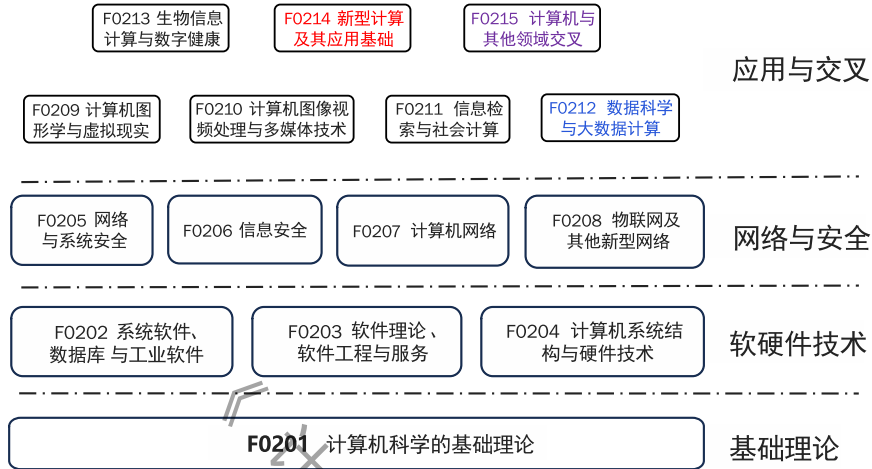 F0213 生物信息
计算与数字健康
F0214 新型计算
及其应用基础
F0215 计算机与
其他领域交叉
应用与交叉
F0209 计算机图
形学与虚拟现实
F0210 计算机图像视
频处理与多媒体技术
F0211 信息检
索与社会计算
F0212 数据科学
与大数据计算
F0205 网络
与系统安全
F0206 信息安全
F0207 计算机网络
F0208 物联网及
其他新型网络
网络与安全
F0202 系统软件、
数据库 与工业软件
F0203 软件理论、
软件工程与服务
F0204 计算机系统结
构与硬件技术
软硬件技术
F0201 计算机科学的基础理论
基础理论